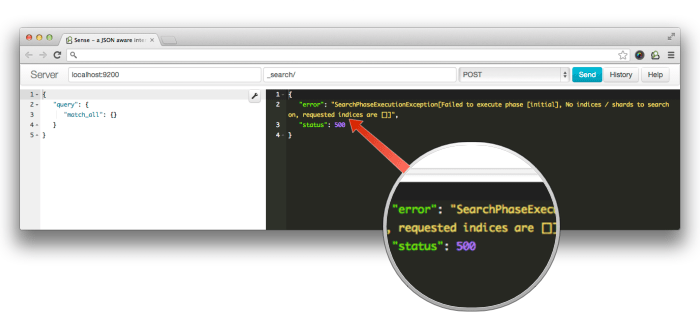 Sense – a JSON aware inte
Server localhost:9200 _search/ POST Send History Help
1 - {
2 - "query": {
3 "match_all": {}
4 - }
5 - }
1 - {
2 "error": "SearchPhaseExecutionException[Failed to execute phase [initial], No indices / shards to search
on, requested indices are []]",
3 "status": 500
4 - }
"error": "SearchPhaseExecu
, requested indices are []]
"status": 500